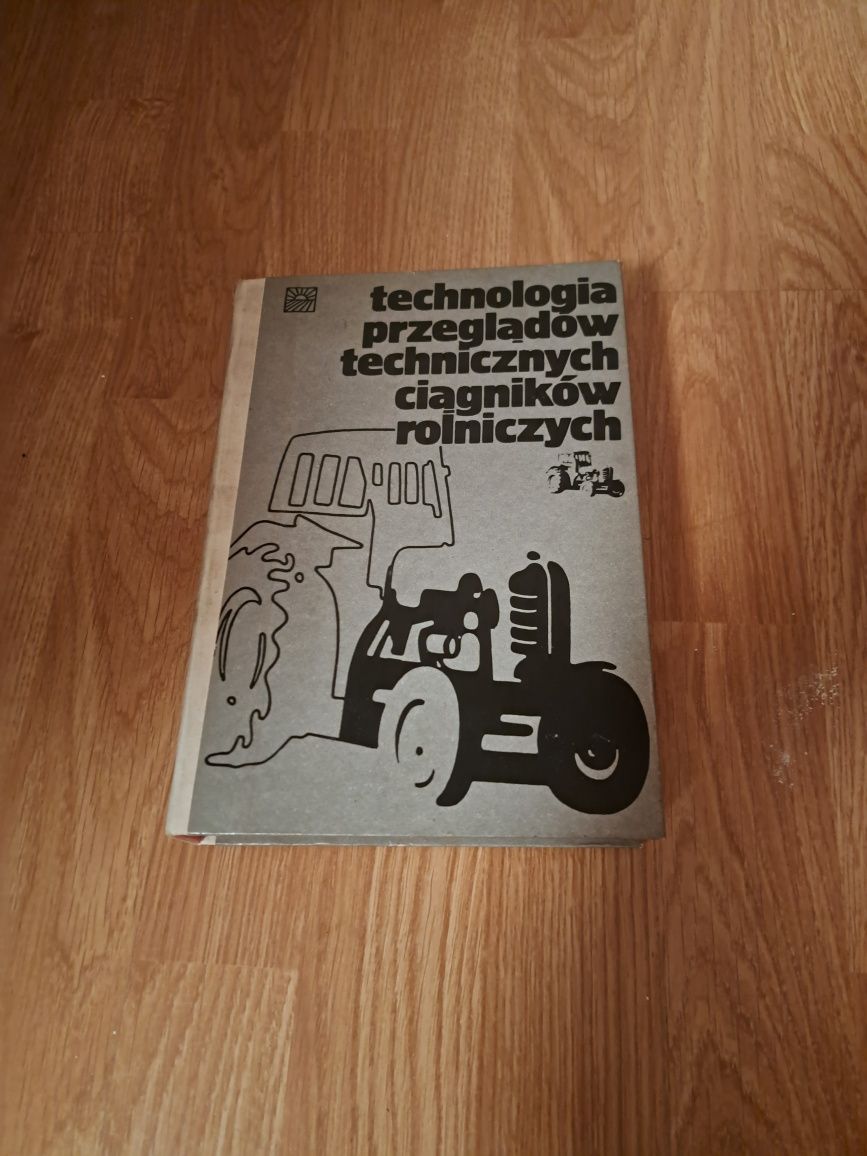 technologia
przeglądów
technicznych
ciągników
rolniczych